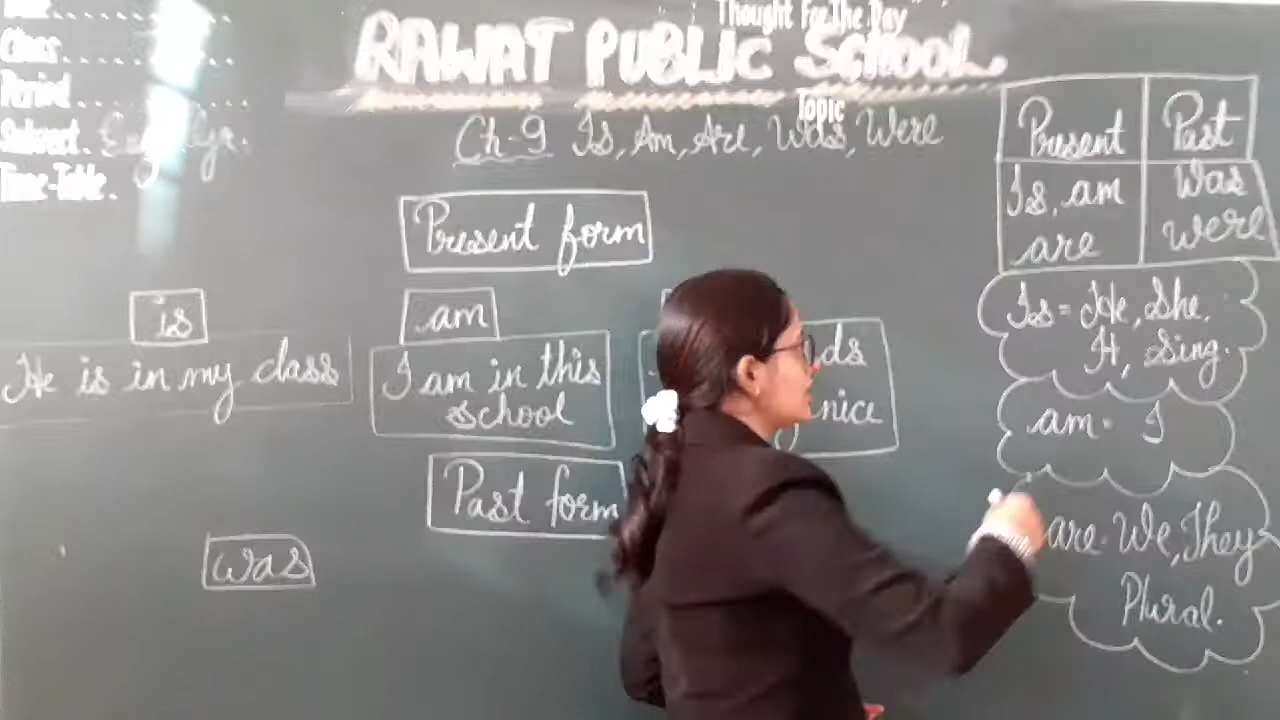 Thought For The Day
RAWAT PUBLIC SCHOOL
Class
Period
Subject. Eng. Gr.
Time-Table
Topic
Ch-9 Is, Am, Are, Was, Were
Present Past
Is, am Was
are were
Present form
is
am
He is in my class
I am in this
school
nice
Is = He, She,
It, Sing.
am. I
are. We, They
Plural.
Past form
was